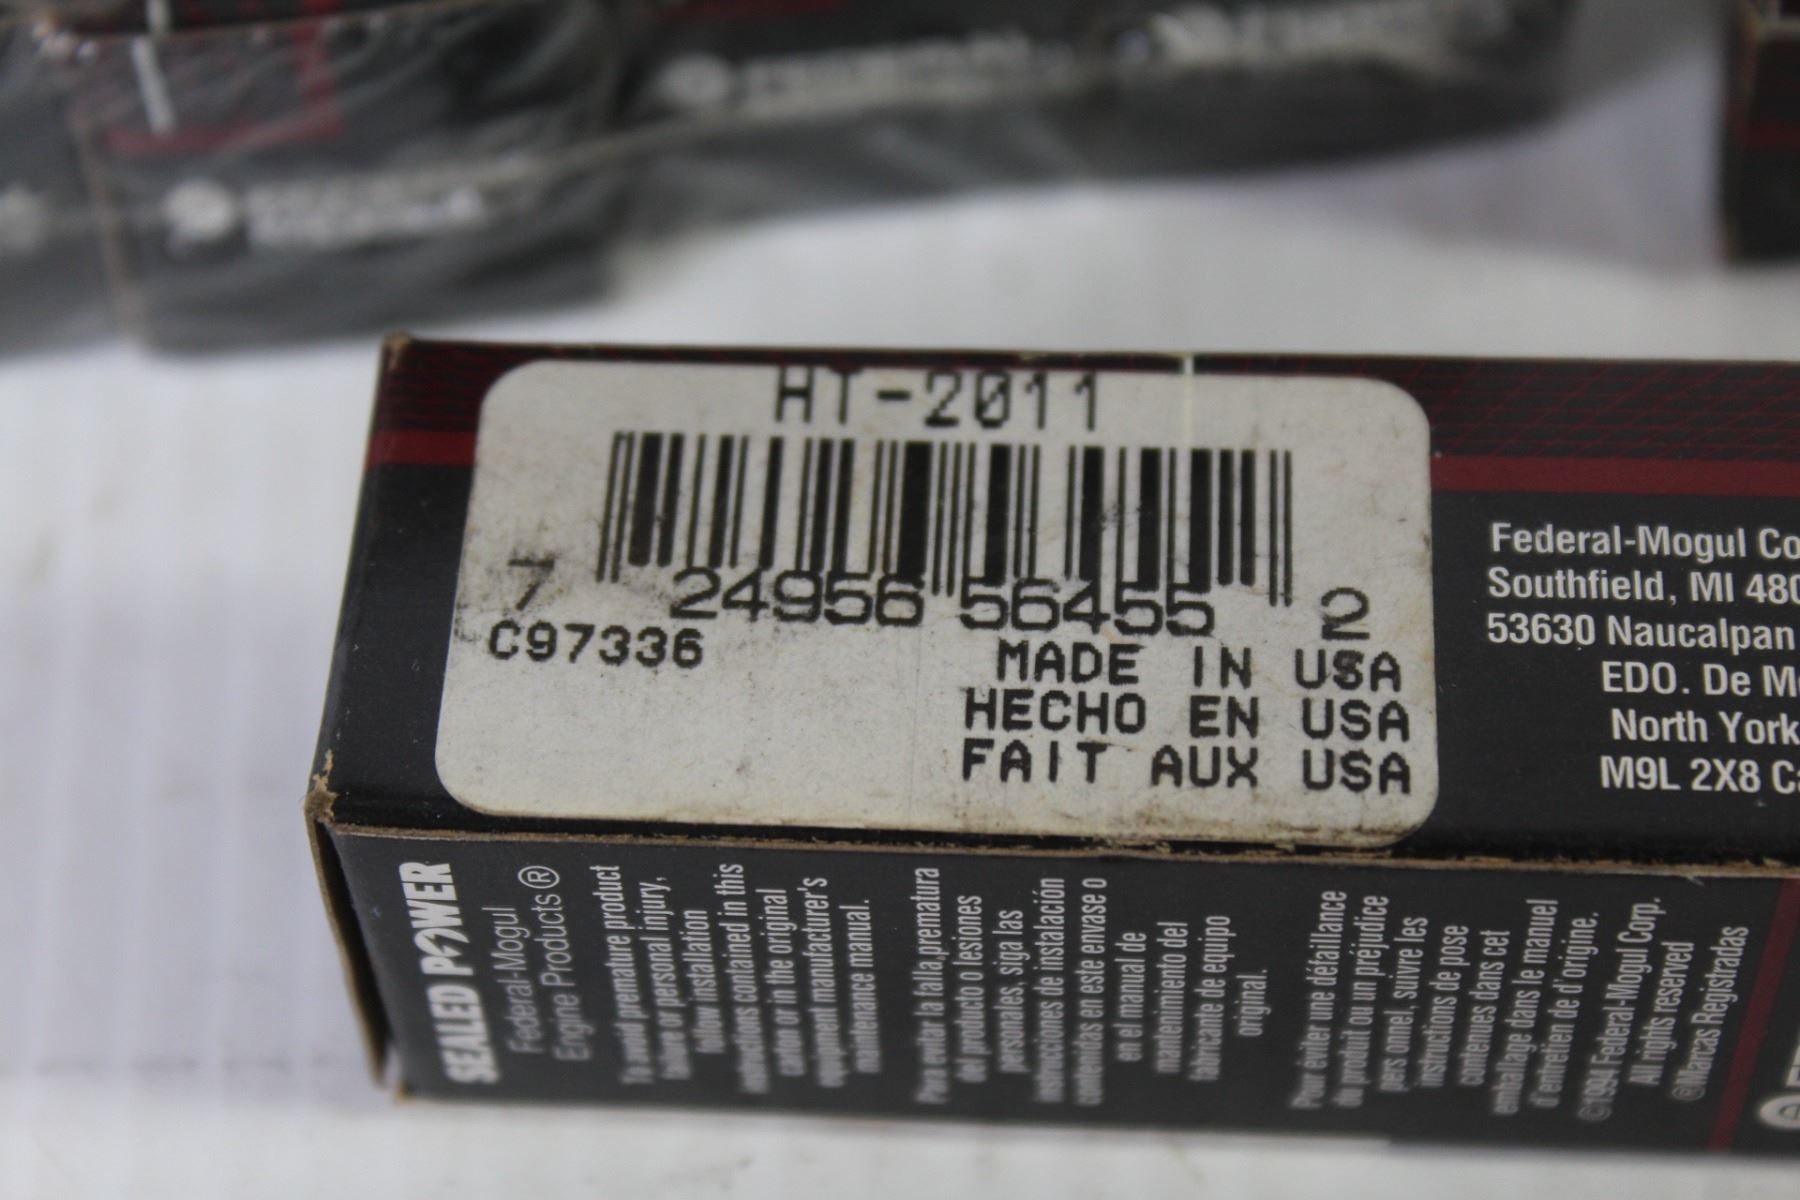 HT-2011
7 24956 56455 2
C97336
MADE IN USA
HECHO EN USA
FAIT AUX USA
Federal-Mogul
Southfield, MI
53630 Naucalpan
EDO. De
North York
M9L 2X8
SEALED POWER
Federal-Mogul
Engine Products®
To avoid premature product
failure or personal injury,
follow installation
instructions contained in this
carton or in the original
equipment manufacturer's
maintenance manual.
Para evitar la falla,prematura
del producto o lesiones
personales, siga las
instrucciones de instalación
contenidas en este envase o
en el manual de
mantenimiento del
fabricante de equipo
original.
Pour éviter une défaillance
du produit ou un préjudice
pers onnel, suivre les
instructions de pose
contenues dans cet
emballage dans le manuel
d'entretien de d'origine.
©1994 Federal-Mogul Corp.
All rights reserved
®Marcas Registradas